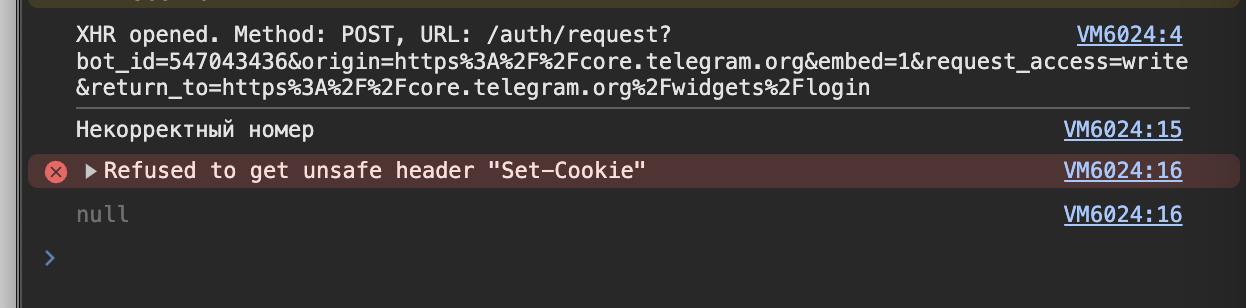 XHR opened. Method: POST, URL: /auth/request? VM6024:4
bot_id=547043436&origin=https%3A%2F%2Fcore.telegram.org&embed=1&request_access=write
&return_to=https%3A%2F%2Fcore.telegram.org%2Fwidgets%2Flogin
Некорректный номер VM6024:15
Refused to get unsafe header "Set-Cookie" VM6024:16
null VM6024:16